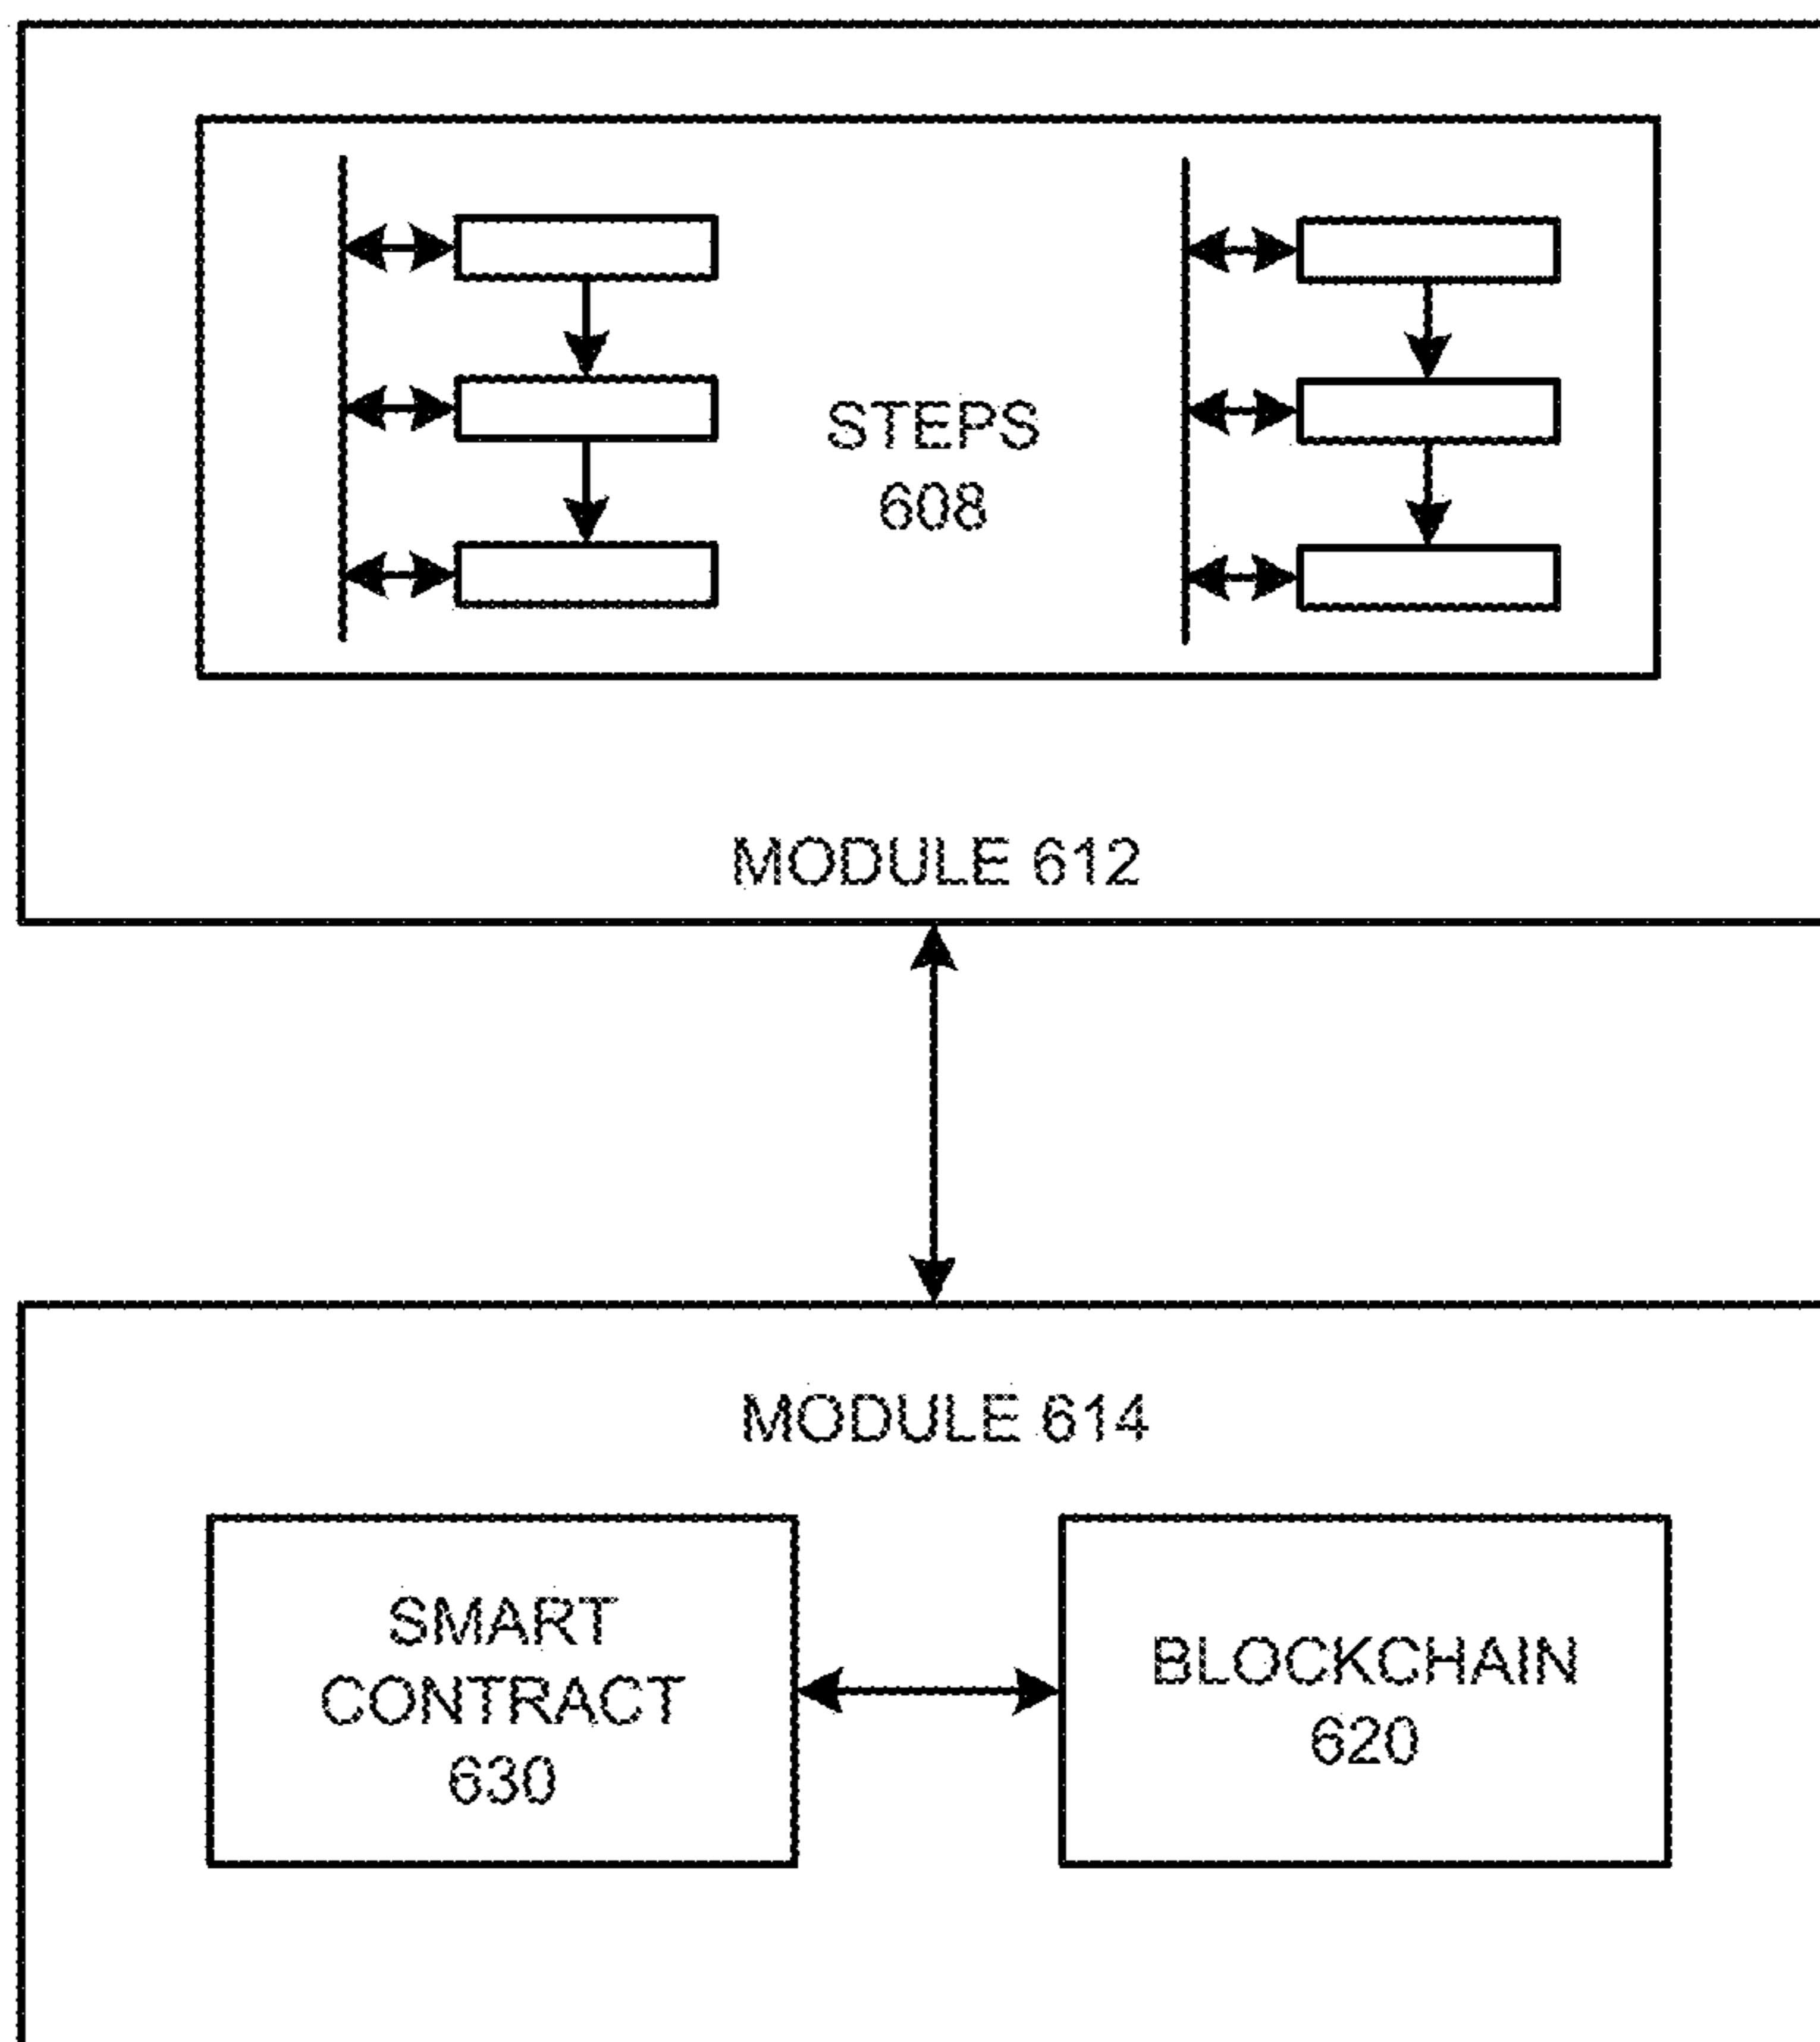 STEPS
608
MODULE 612
MODULE 614
SMART
CONTRACT
630
BLOCKCHAIN
620